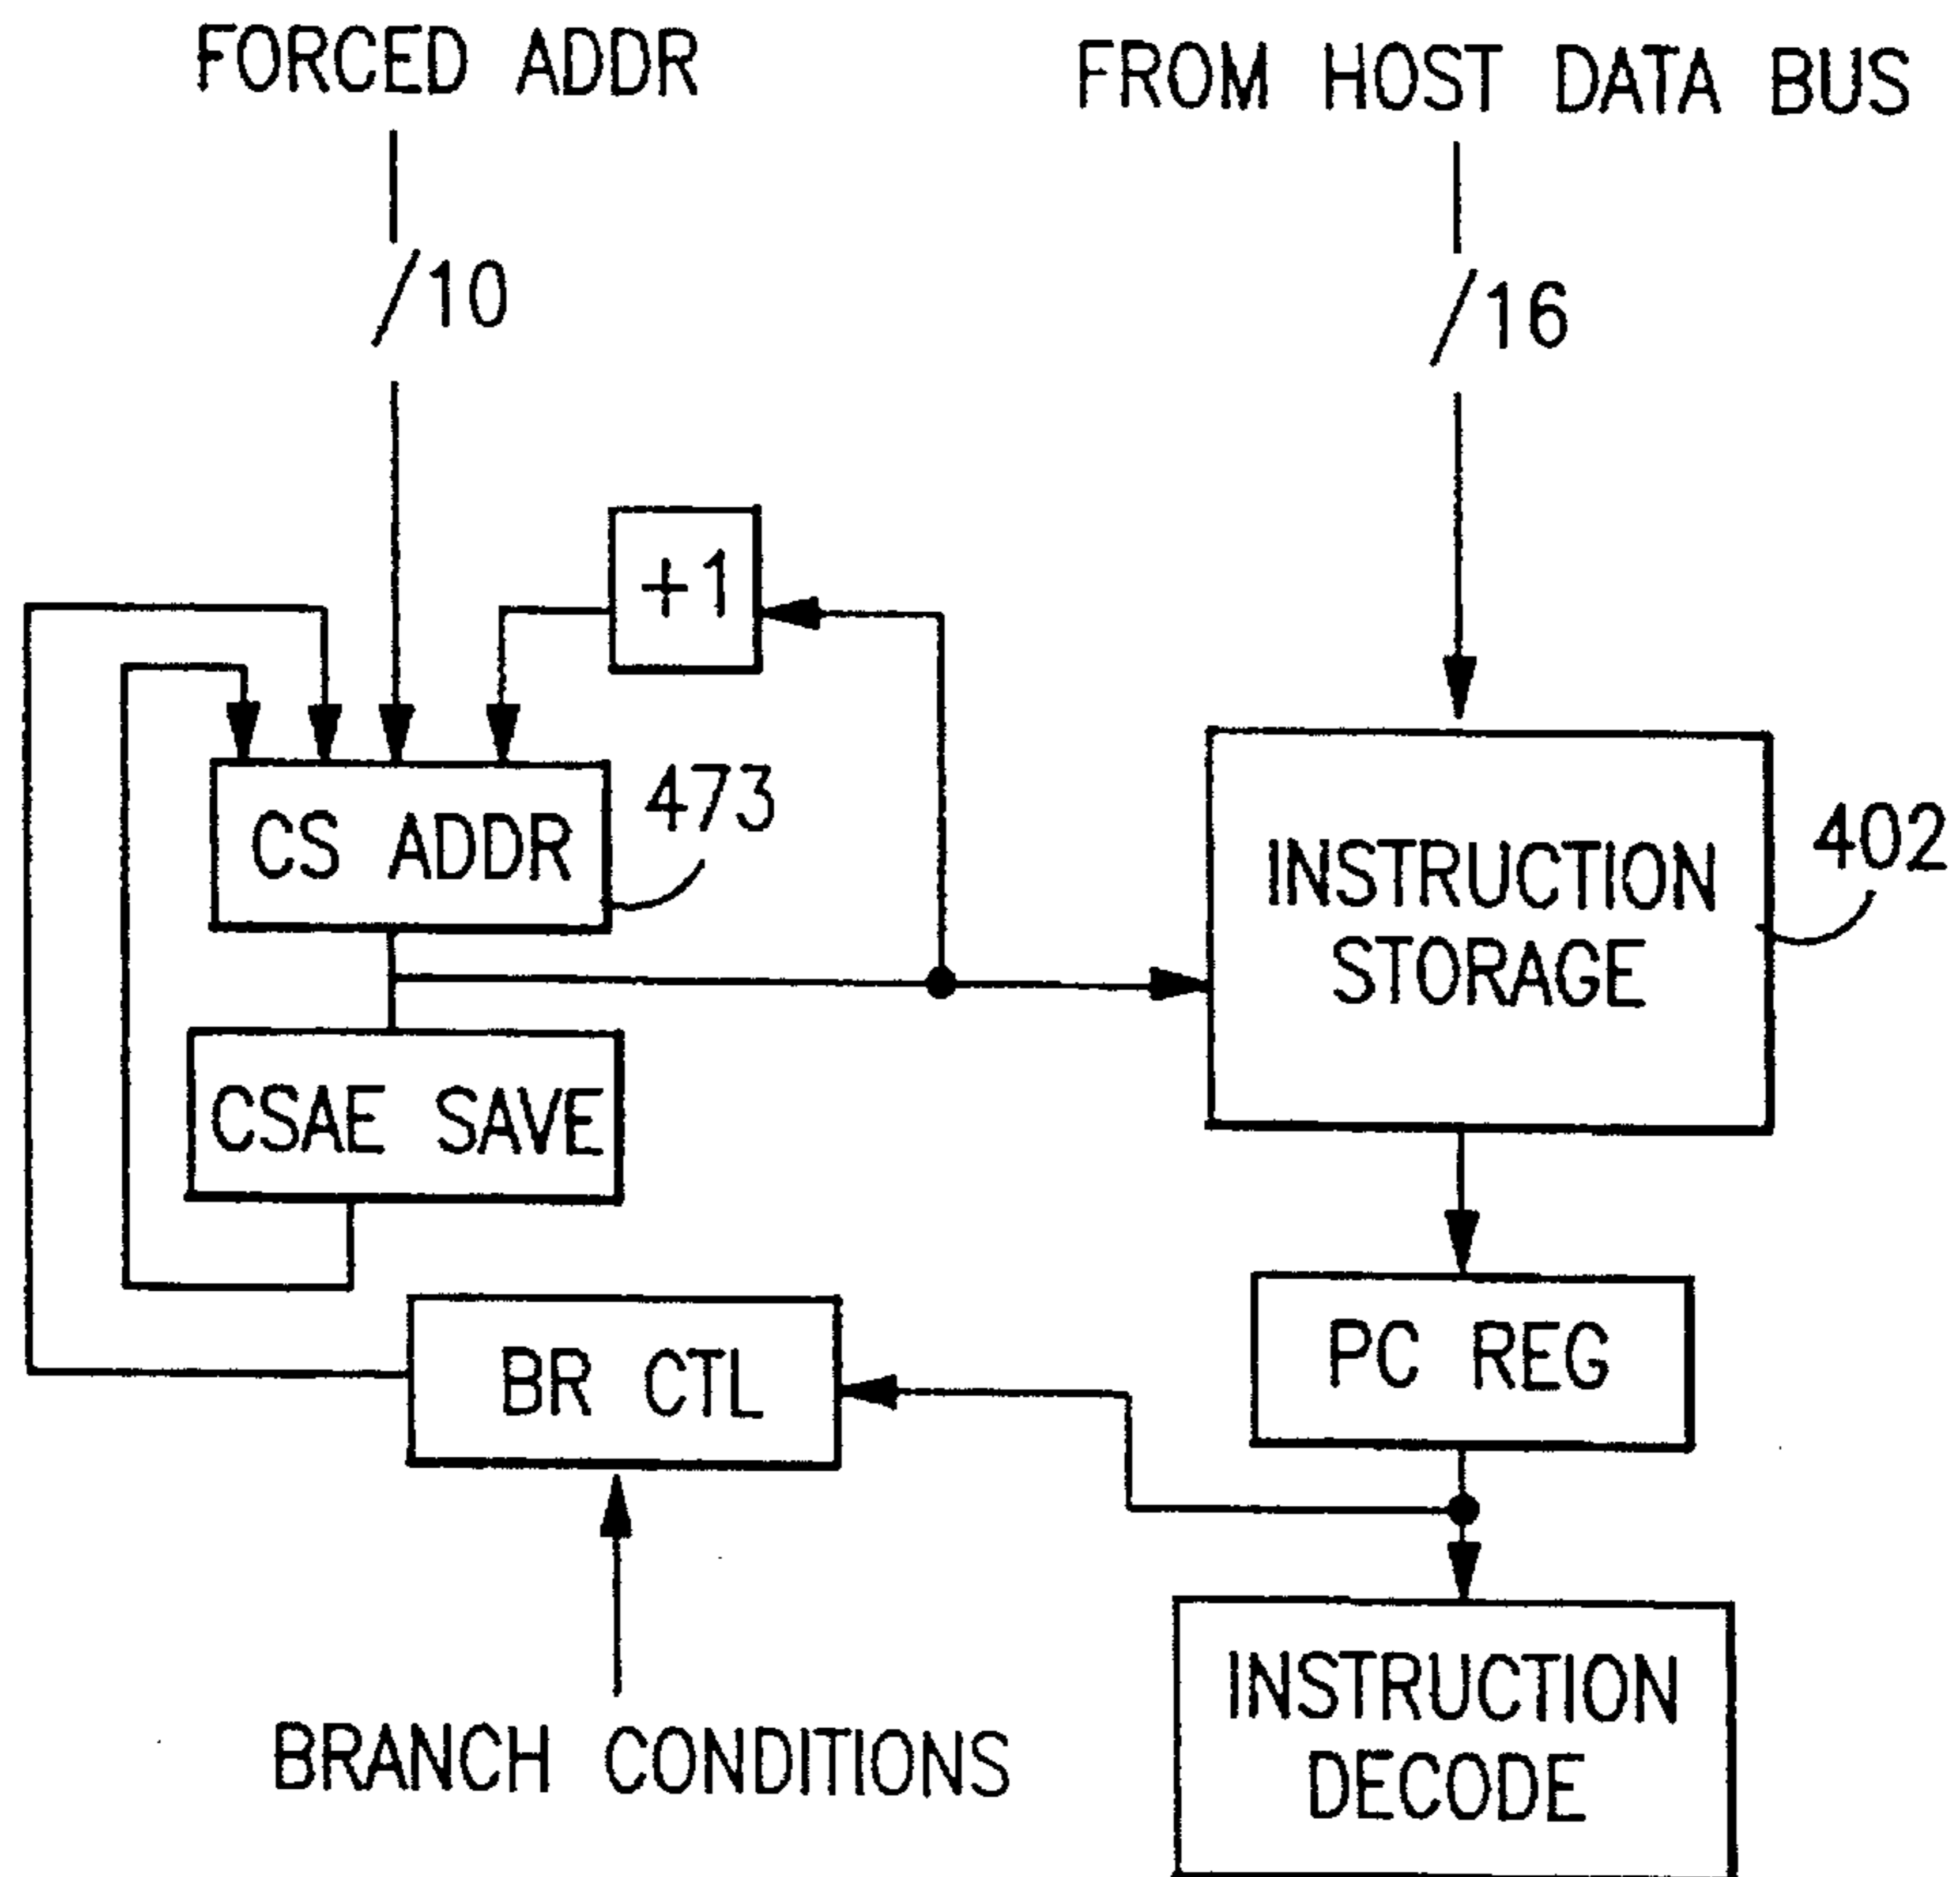 FORCED ADDR
FROM HOST DATA BUS
/10
/16
+1
CS ADDR
473
INSTRUCTION
STORAGE
402
CSAE SAVE
BR CTL
PC REG
BRANCH CONDITIONS
INSTRUCTION
DECODE